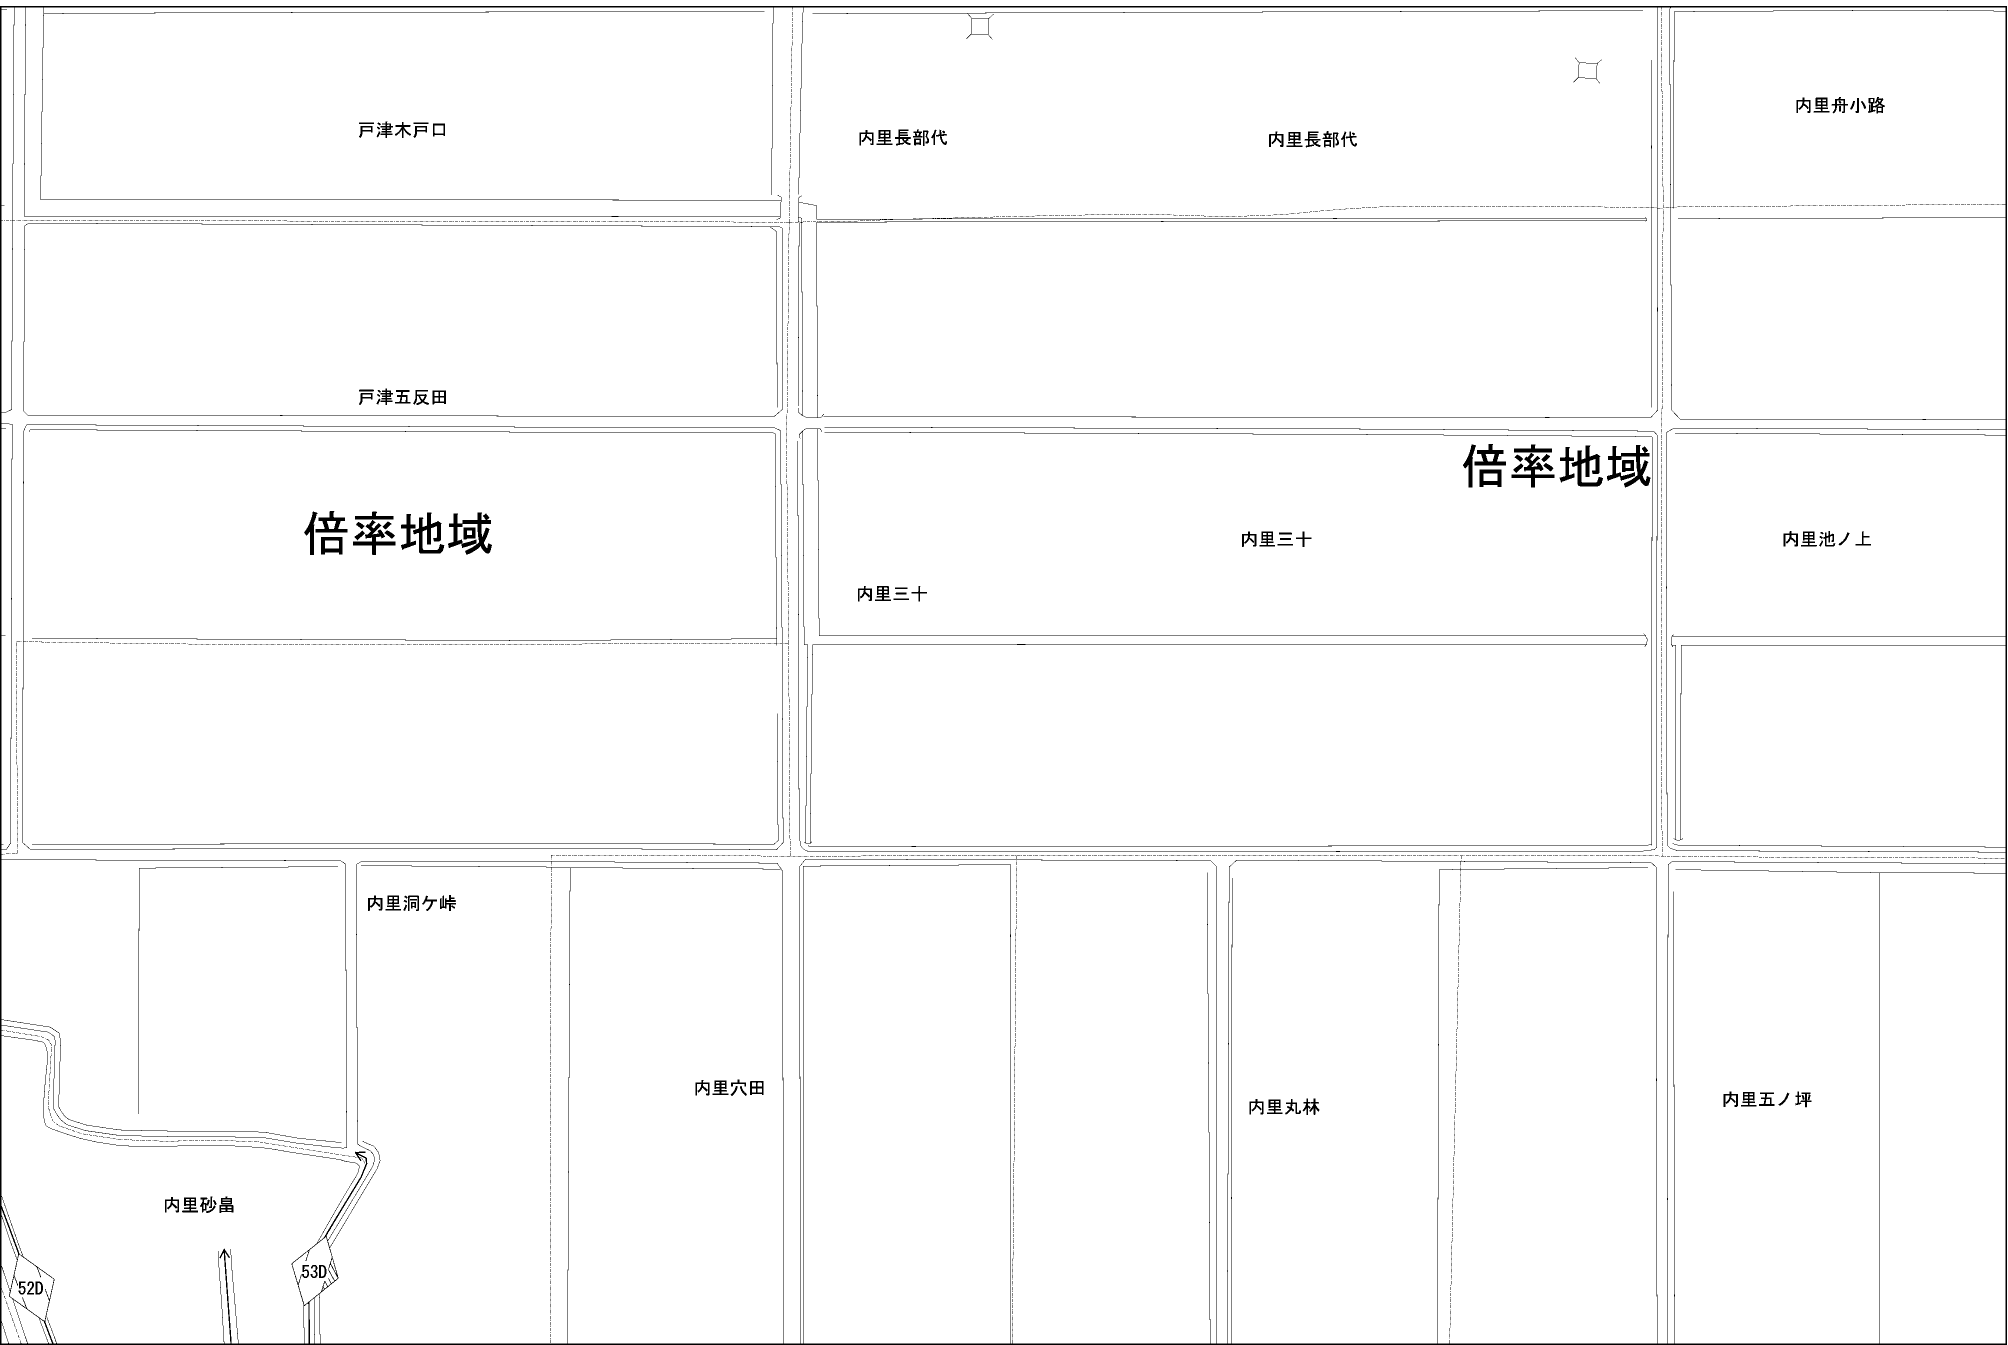 内里舟小路
戸津木戸口
内里長部代
内里長部代
戸津五反田
倍率地域
倍率地域
内里三十
内里池ノ上
内里三十
内里洞ケ峠
内里穴田
内里丸林
内里五ノ坪
内里砂畠
53D
52D